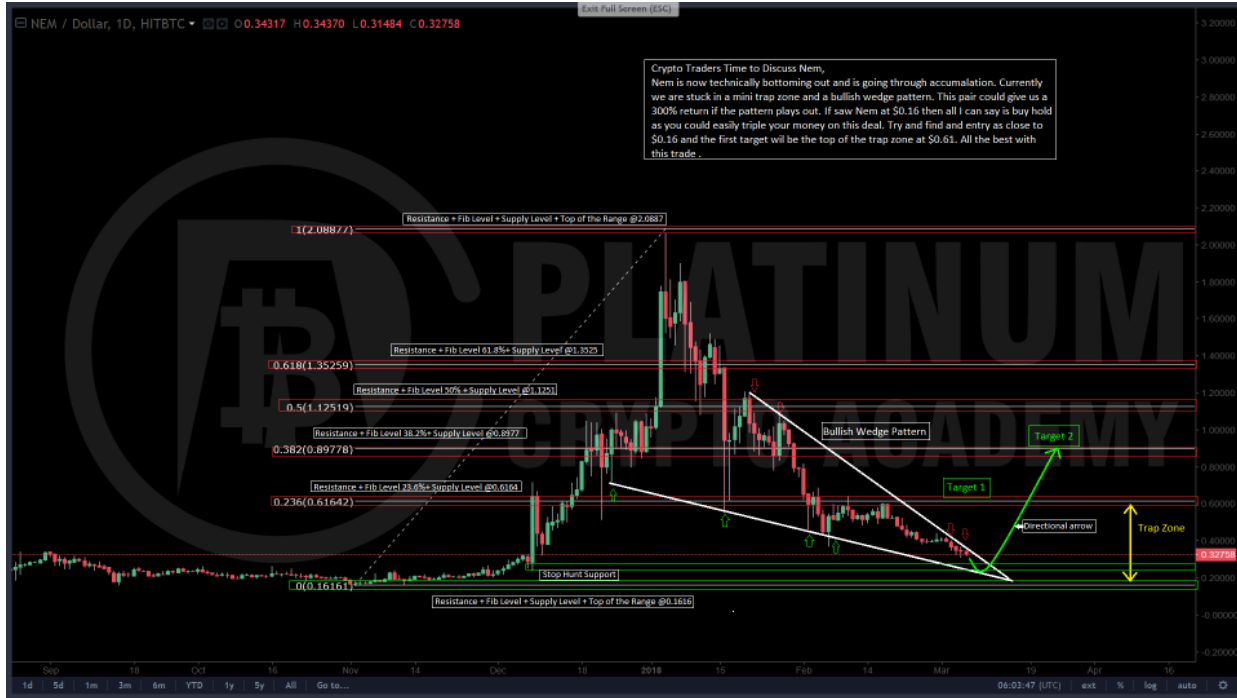 Exit Full Screen (ESC)
NEM / Dollar, 1D, HITBTC O0.34317 H0.34370 L0.31484 C0.32758
Crypto Traders Time to Discuss Nem,
Nem is now technically bottoming out and is going through accumalation. Currently
we are stuck in a mini trap zone and a bullish wedge pattern. This pair could give us a
300% return if the pattern plays out. If saw Nem at $0.16 then all I can say is buy hold
as you could easily triple your money on this deal. Try and find and entry as close to
$0.16 and the first target wil be the top of the trap zone at $0.61. All the best with
this trade .
PLATINUM
CRYPTO ACADEMY
Resistance + Fib Level + Supply Level + Top of the Range @2.0887
1(2.08877)
Resistance + Fib Level 61.8%+ Supply Level @1.3525
0.618(1.35259)
Resistance + Fib Level 50% + Supply Level @1.1251
0.5(1.12519)
Resistance + Fib Level 38.2%+ Supply Level @0.8977
0.382(0.89778)
Bullish Wedge Pattern
Target 2
Resistance + Fib Level 23.6%+ Supply Level @0.6164
0.236(0.61642)
Target 1
Directional arrow
Trap Zone
Stop Hunt Support
0(0.16161)
Resistance + Fib Level + Supply Level + Top of the Range @0.1616
3.20000
3.00000
2.80000
2.60000
2.40000
2.20000
2.00000
1.80000
1.60000
1.40000
1.20000
1.00000
0.80000
0.60000
0.32758
0.20000
-0.00000
-0.20000
Sep 18 Oct 16 Nov 14 Dec 18 2018 15 Feb 14 Mar 19 Apr 16
1d 5d 1m 3m 6m YTD 1y 5y All Go to... 06:03:47 (UTC) ext % log auto